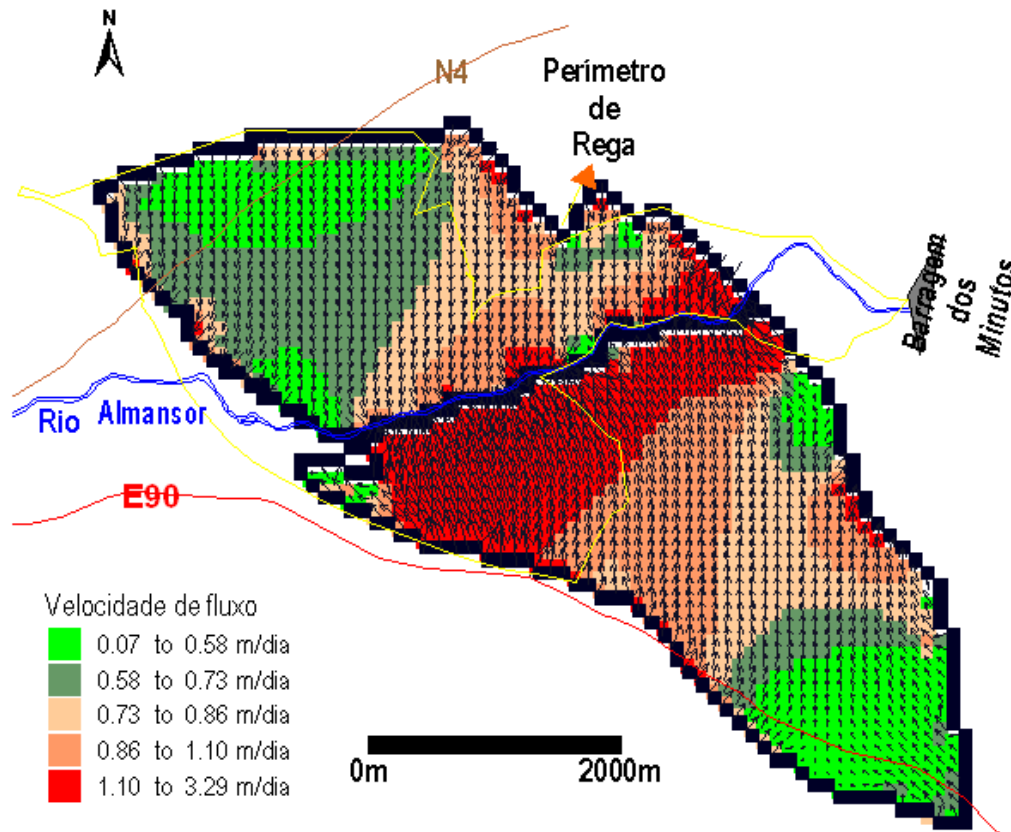 N
N4
Perímetro
de
Rega
Barragem
dos
Minutos
Rio Almansor
E90
Velocidade de fluxo
0.07 to 0.58 m/dia
0.58 to 0.73 m/dia
0.73 to 0.86 m/dia
0.86 to 1.10 m/dia
1.10 to 3.29 m/dia
0m 2000m